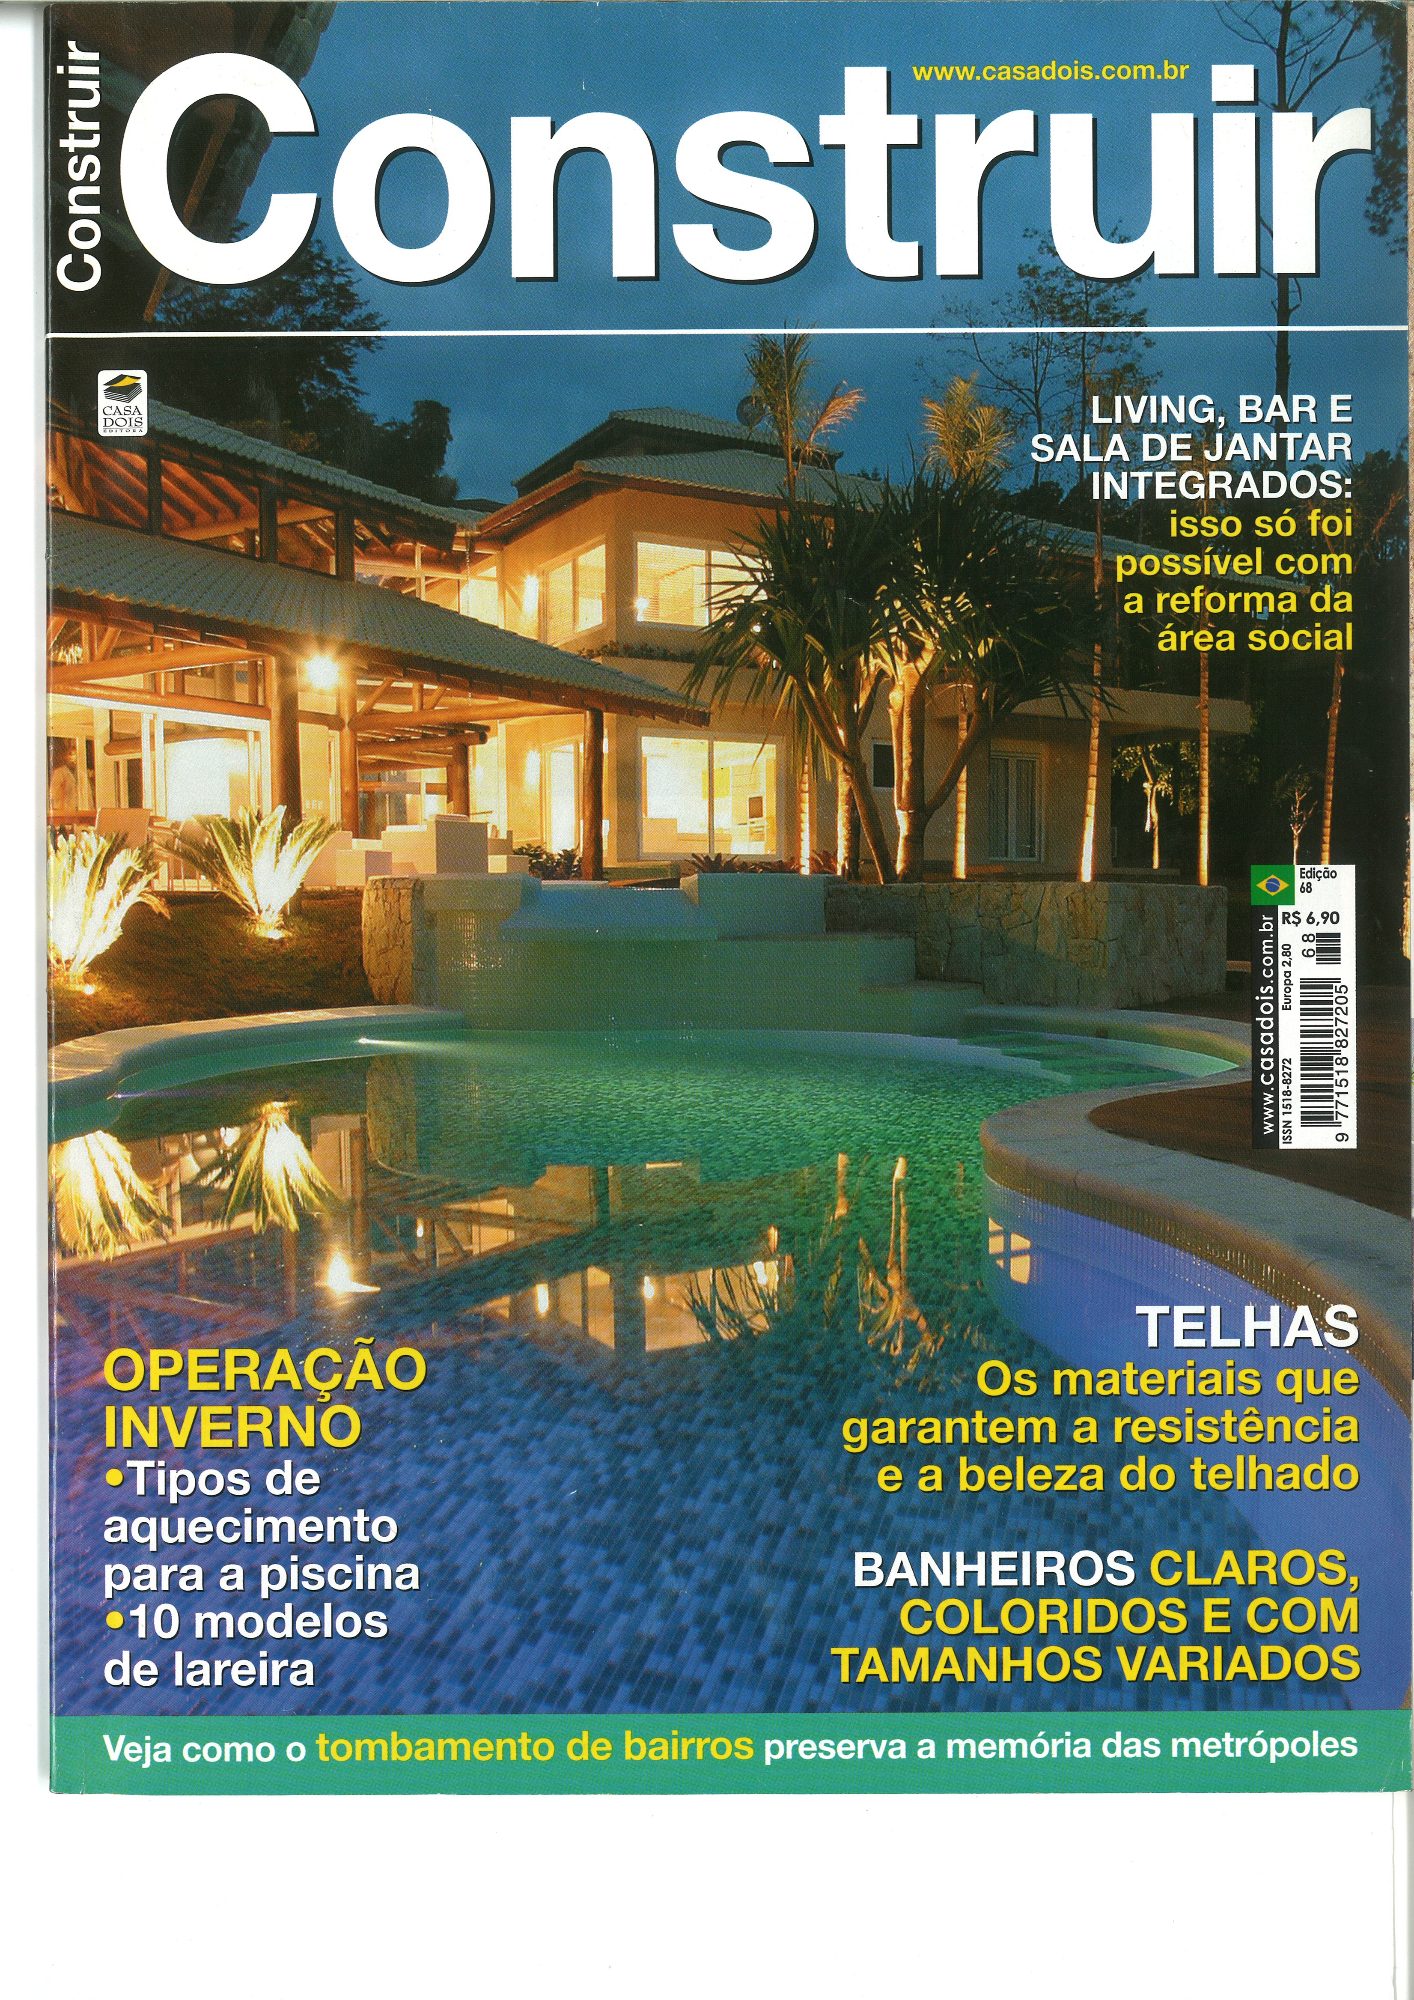 Construir
www.casadois.com.br
Construir
CASA
DOIS
EDITORA
LIVING, BAR E
SALA DE JANTAR
INTEGRADOS:
isso só foi
possível com
a reforma da
área social
Edição
68
R$ 6,90
Europa 2,80
www.casadois.com.br
ISSN 1518-8272
68
9 771518 827205
OPERAÇÃO
INVERNO
•Tipos de
aquecimento
para a piscina
•10 modelos
de lareira
TELHAS
Os materiais que
garantem a resistência
e a beleza do telhado
BANHEIROS CLAROS,
COLORIDOS E COM
TAMANHOS VARIADOS
Veja como o tombamento de bairros preserva a memória das metrópoles